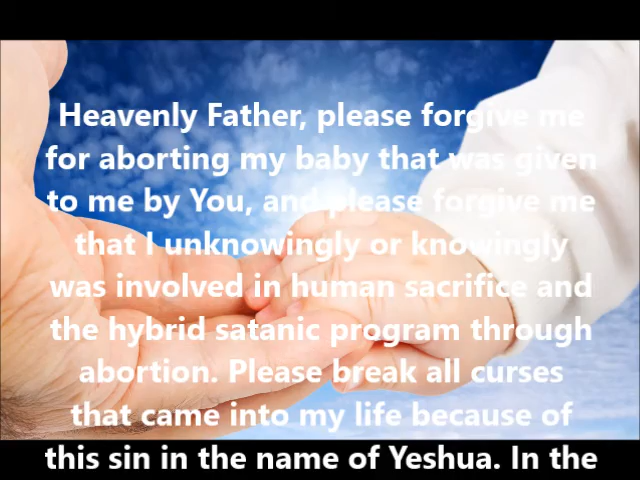 Heavenly Father, please forgive me
for aborting my baby that was given
to me by You, and please forgive me
that I unknowingly or knowingly
was involved in human sacrifice and
the hybrid satanic program through
abortion. Please break all curses
that came into my life because of
this sin in the name of Yeshua. In the